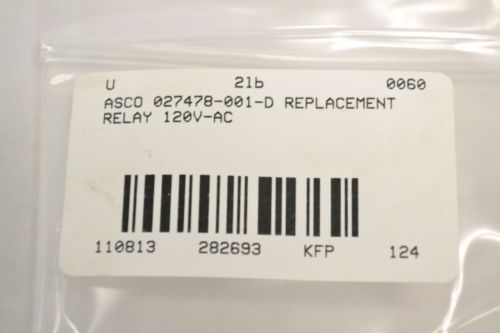 U 21b 0060
ASCO 027478-001-D REPLACEMENT
RELAY 120V-AC
110813 282693 KFP 124